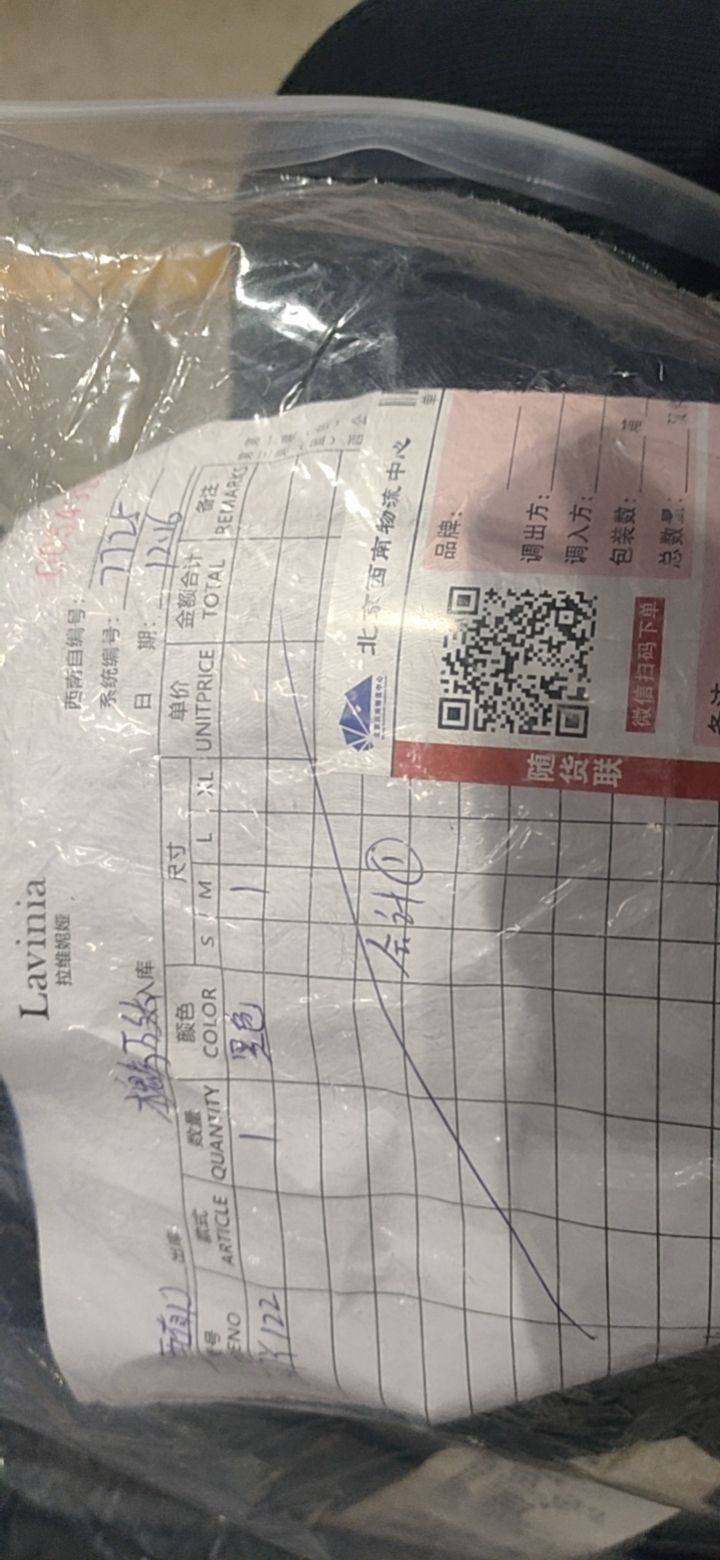 Lavinia
拉维妮娅
西南自编号:
系统编号: 7725
日 期: 12.16
出库
入库
款式 数量 颜色 尺寸 单价 金额合计 备注
ARTICLE QUANTITY COLOR S M L XL UNITPRICE TOTAL REMARKS
122 1 黑色 1
合计 ①
北京西南物流中心
品牌:
调出方:
调入方:
包装数:
总数量:
微信扫码下单
随货联